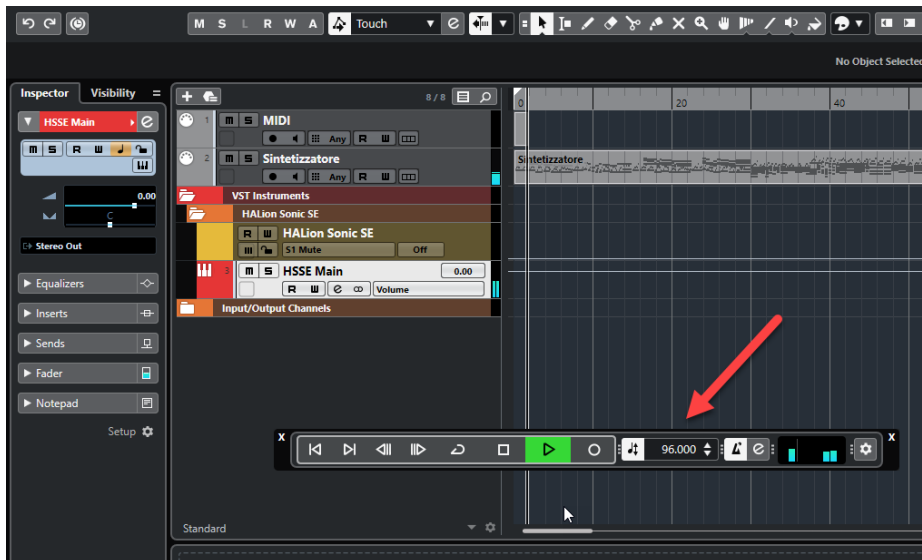 M S L R W A Touch
No Object Selected
Inspector Visibility
8 / 8
0 20 40
HSSE Main
m S R W
0.00
C
Stereo Out
Equalizers
Inserts
Sends
Fader
Notepad
Setup
1 m S MIDI
Any R W
2 m S Sintetizzatore
Any R W
VST Instruments
HALion Sonic SE
R W HALion Sonic SE
S1 Mute Off
3 m S HSSE Main 0.00
R W Volume
Input/Output Channels
Sintetizzatore
X X
96.000
Standard